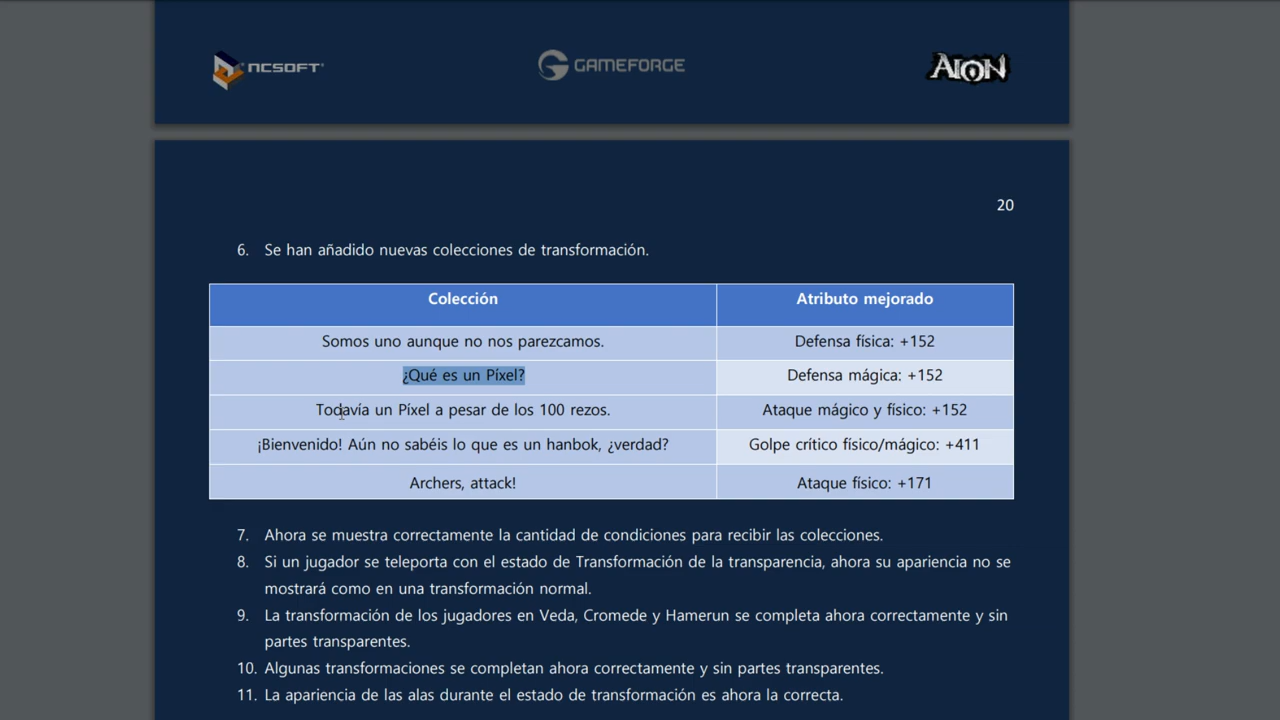 NCSOFT
GAMEFORGE
AION
20
6. Se han añadido nuevas colecciones de transformación.
Colección Atributo mejorado
Somos uno aunque no nos parezcamos. Defensa física: +152
¿Qué es un Píxel? Defensa mágica: +152
Todavía un Píxel a pesar de los 100 rezos. Ataque mágico y físico: +152
¡Bienvenido! Aún no sabéis lo que es un hanbok, ¿verdad? Golpe crítico físico/mágico: +411
Archers, attack! Ataque físico: +171
7. Ahora se muestra correctamente la cantidad de condiciones para recibir las colecciones.
8. Si un jugador se teleporta con el estado de Transformación de la transparencia, ahora su apariencia no se
mostrará como en una transformación normal.
9. La transformación de los jugadores en Veda, Cromede y Hamerun se completa ahora correctamente y sin
partes transparentes.
10. Algunas transformaciones se completan ahora correctamente y sin partes transparentes.
11. La apariencia de las alas durante el estado de transformación es ahora la correcta.